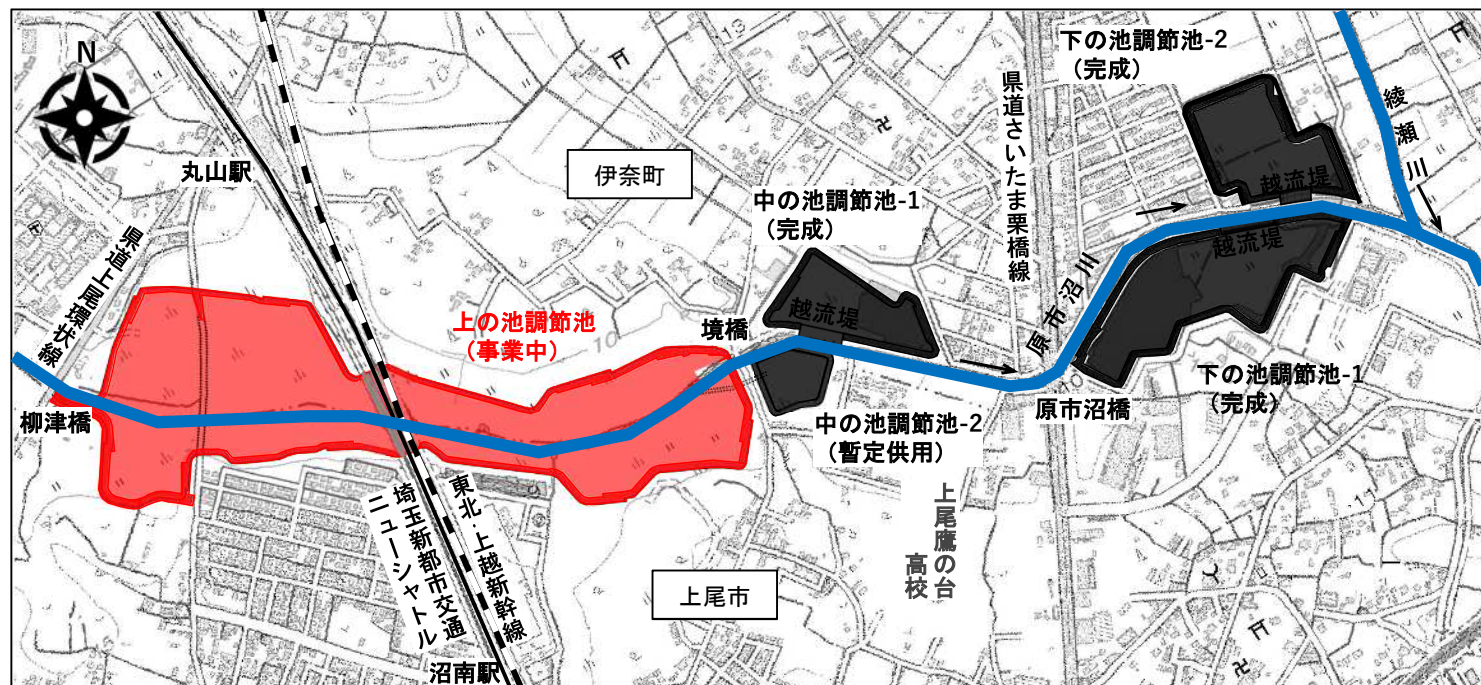 N
丸山駅
伊奈町
県道上尾環状線
柳津橋
上の池調節池
（事業中）
境橋
中の池調節池-1
（完成）
越流堤
中の池調節池-2
（暫定供用）
県道さいたま栗橋線
原市沼川
原市沼橋
下の池調節池-2
（完成）
越流堤
越流堤
綾瀬川
下の池調節池-1
（完成）
上尾鷹の台
高校
東北・上越新幹線
埼玉新都市交通
ニューシャトル
上尾市
沼南駅
10